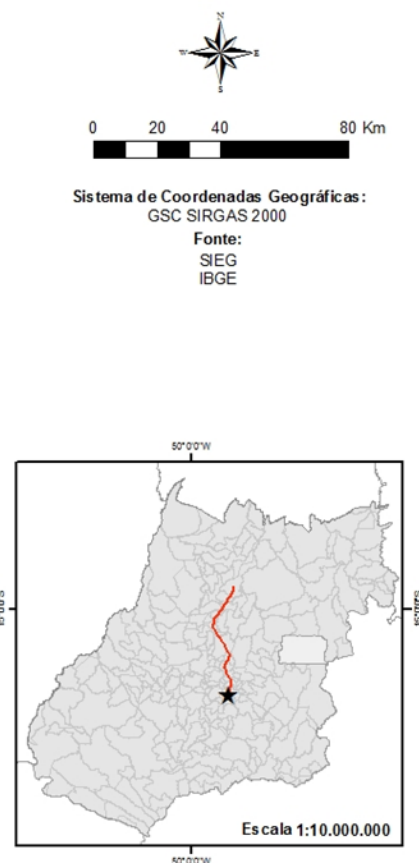 N
W E
S
0 20 40 80 Km
Sistema de Coordenadas Geográficas:
GSC SIRGAS 2000
Fonte:
SIEG
IBGE
50°0'0"W
Escala 1:10.000.000
50°0'0"W